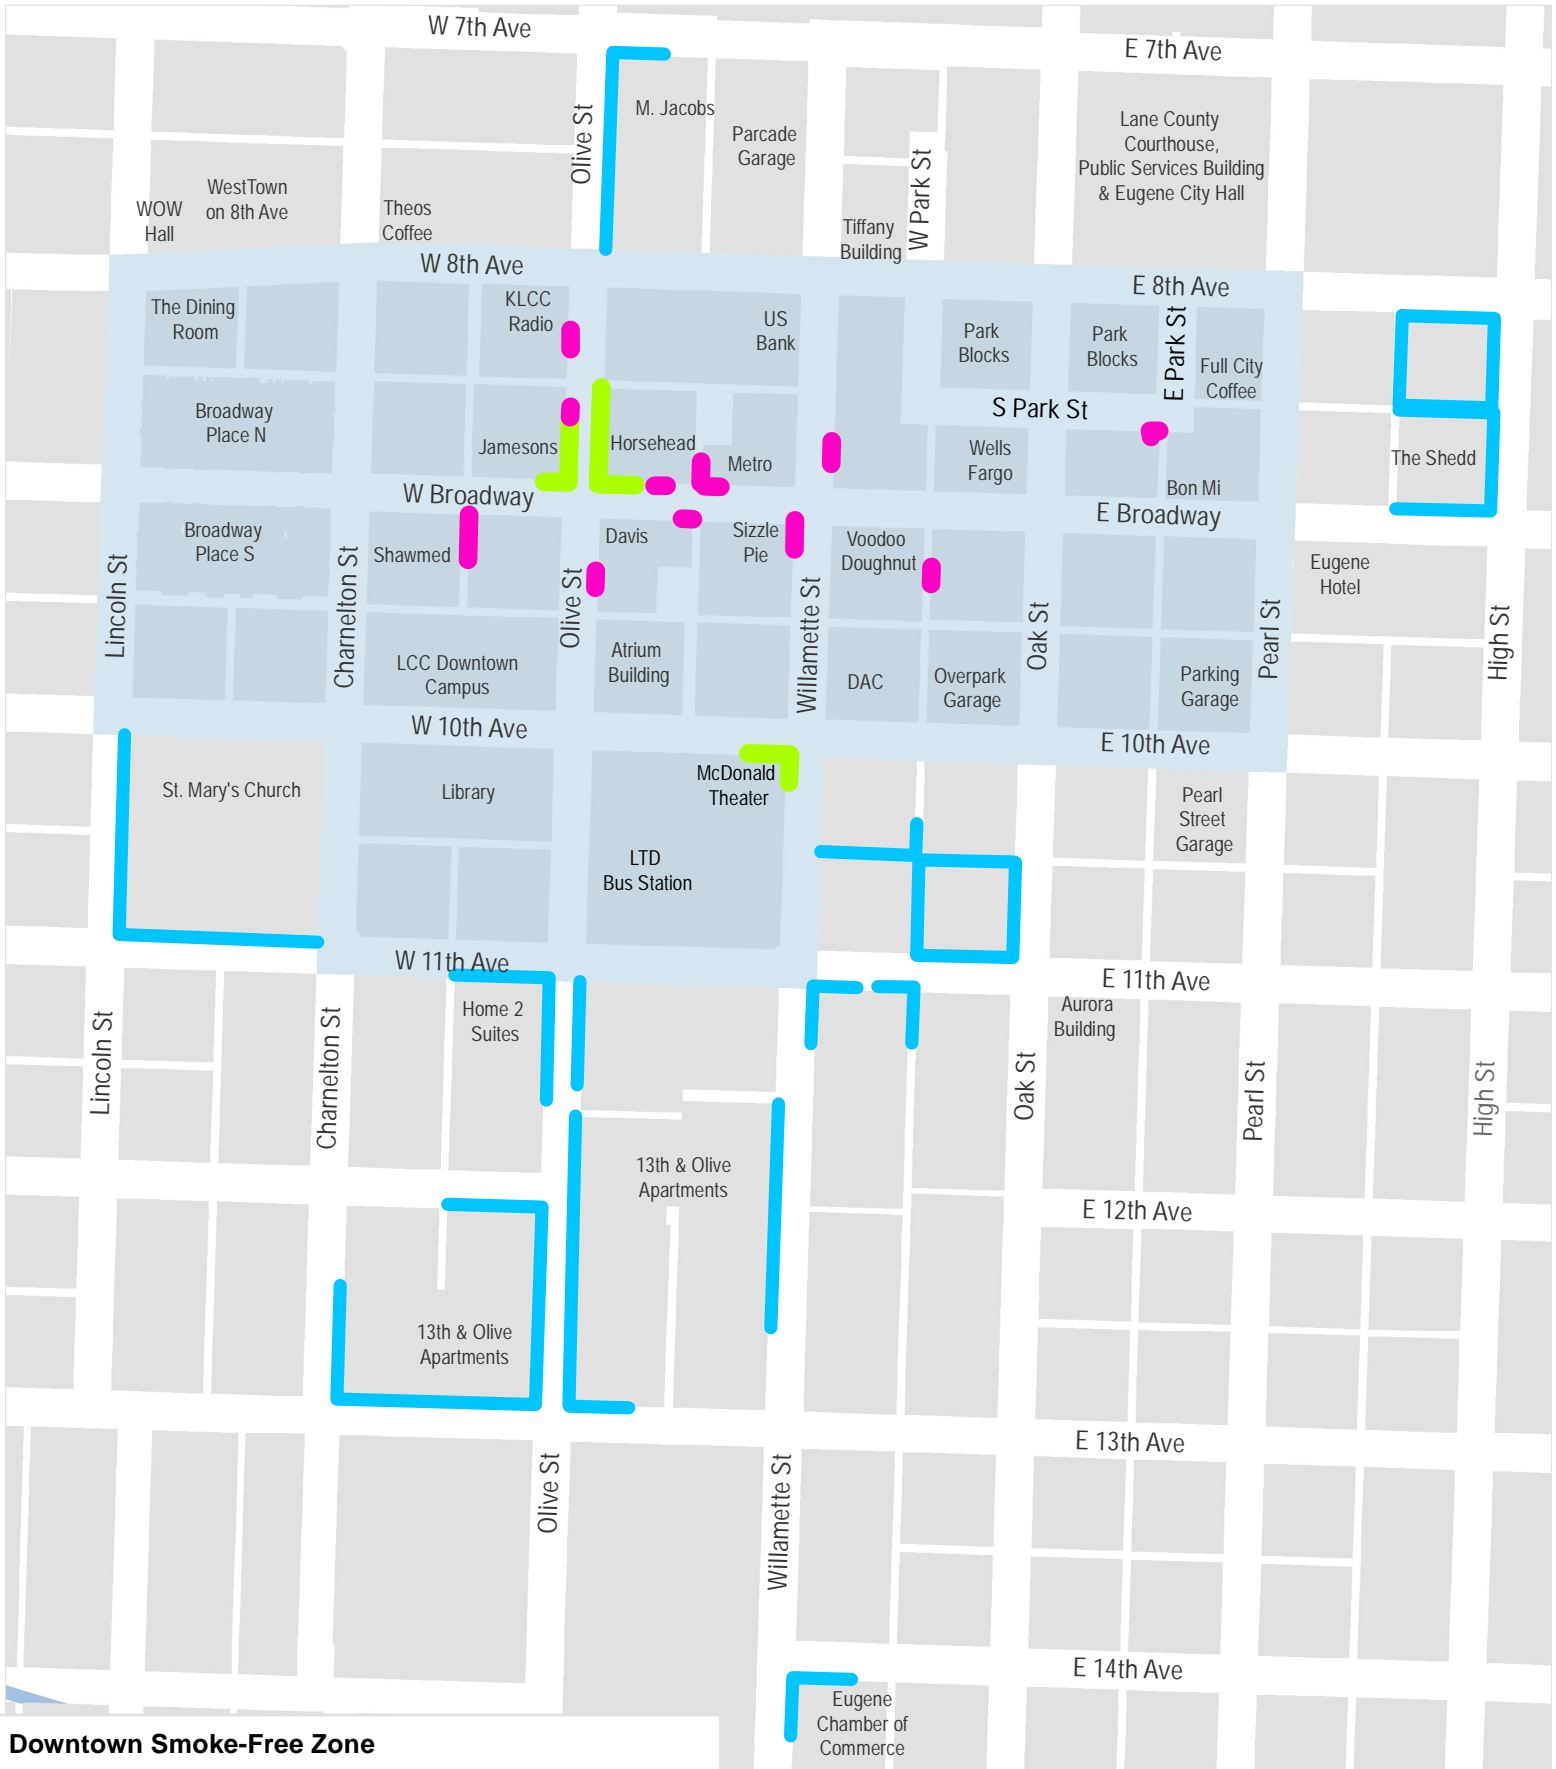 W 7th Ave
E 7th Ave
Olive St
M. Jacobs
Parcade
Garage
W Park St
Lane County
Courthouse,
Public Services Building
& Eugene City Hall
WestTown
on 8th Ave
WOW
Hall
Theos
Coffee
Tiffany
Building
W 8th Ave
E 8th Ave
The Dining
Room
KLCC
Radio
US
Bank
Park
Blocks
Park
Blocks
E Park St
Full City
Coffee
S Park St
Broadway
Place N
Jamesons
Horsehead
Metro
Wells
Fargo
The Shedd
Bon Mi
W Broadway
E Broadway
Broadway
Place S
Shawmed
Davis
Sizzle
Pie
Voodoo
Doughnut
Eugene
Hotel
Lincoln St
Charnelton St
Olive St
Willamette St
Oak St
Pearl St
High St
LCC Downtown
Campus
Atrium
Building
DAC
Overpark
Garage
Parking
Garage
W 10th Ave
E 10th Ave
St. Mary's Church
Library
McDonald
Theater
Pearl
Street
Garage
LTD
Bus Station
W 11th Ave
E 11th Ave
Home 2
Suites
Aurora
Building
Lincoln St
Charnelton St
Oak St
Pearl St
High St
13th & Olive
Apartments
E 12th Ave
13th & Olive
Apartments
E 13th Ave
Olive St
Willamette St
E 14th Ave
Eugene
Chamber of
Commerce
Downtown Smoke-Free Zone